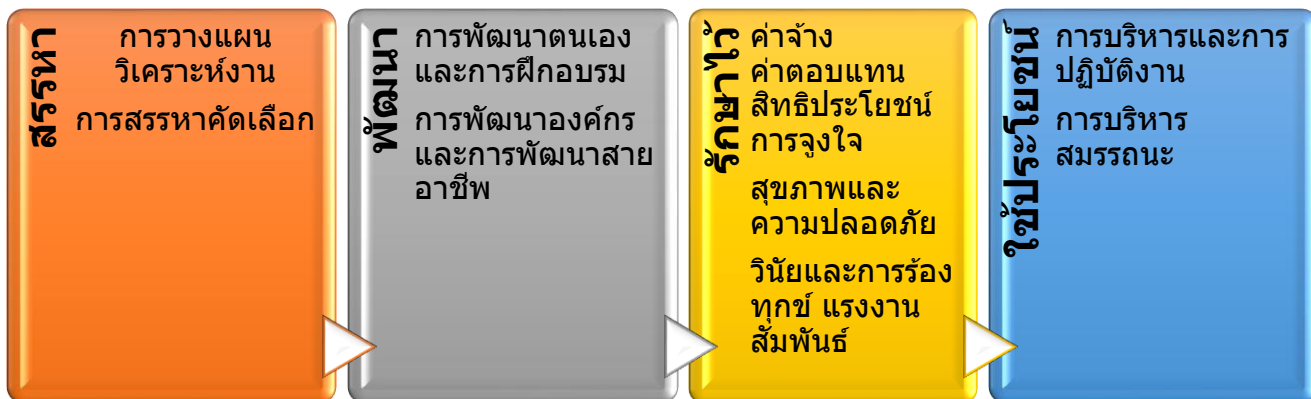 สรรหา
การวางแผน
วิเคราะห์งาน
การสรรหาคัดเลือก
พัฒนา
การพัฒนาตนเอง
และการฝึกอบรม
การพัฒนาองค์กร
และการพัฒนาสาย
อาชีพ
รักษาไว้
ค่าจ้าง
ค่าตอบแทน
สิทธิประโยชน์
การจูงใจ
สุขภาพและ
ความปลอดภัย
วินัยและการร้อง
ทุกข์ แรงงาน
สัมพันธ์
ใช้ประโยชน์
การบริหารและการ
ปฏิบัติงาน
การบริหาร
สมรรถนะ